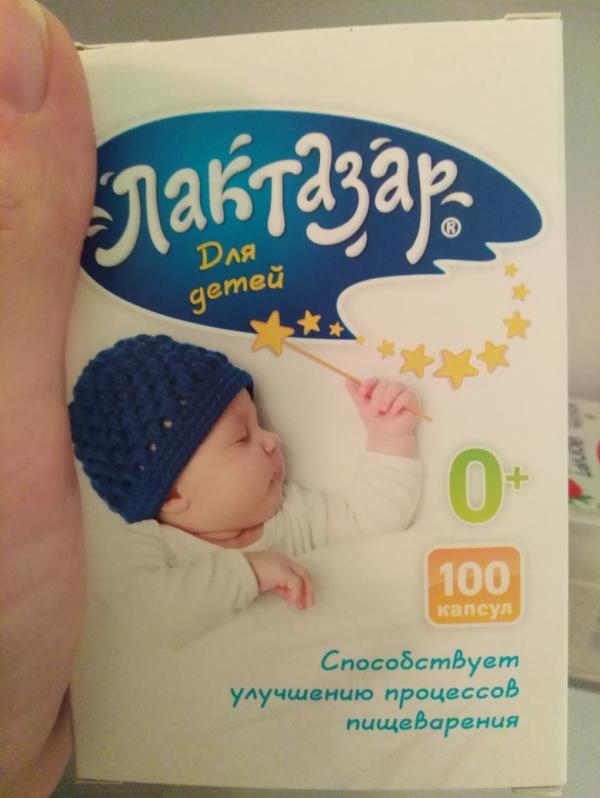 Лактазар®
Для
детей
0+
100
капсул
Способствует
улучшению процессов
пищеварения